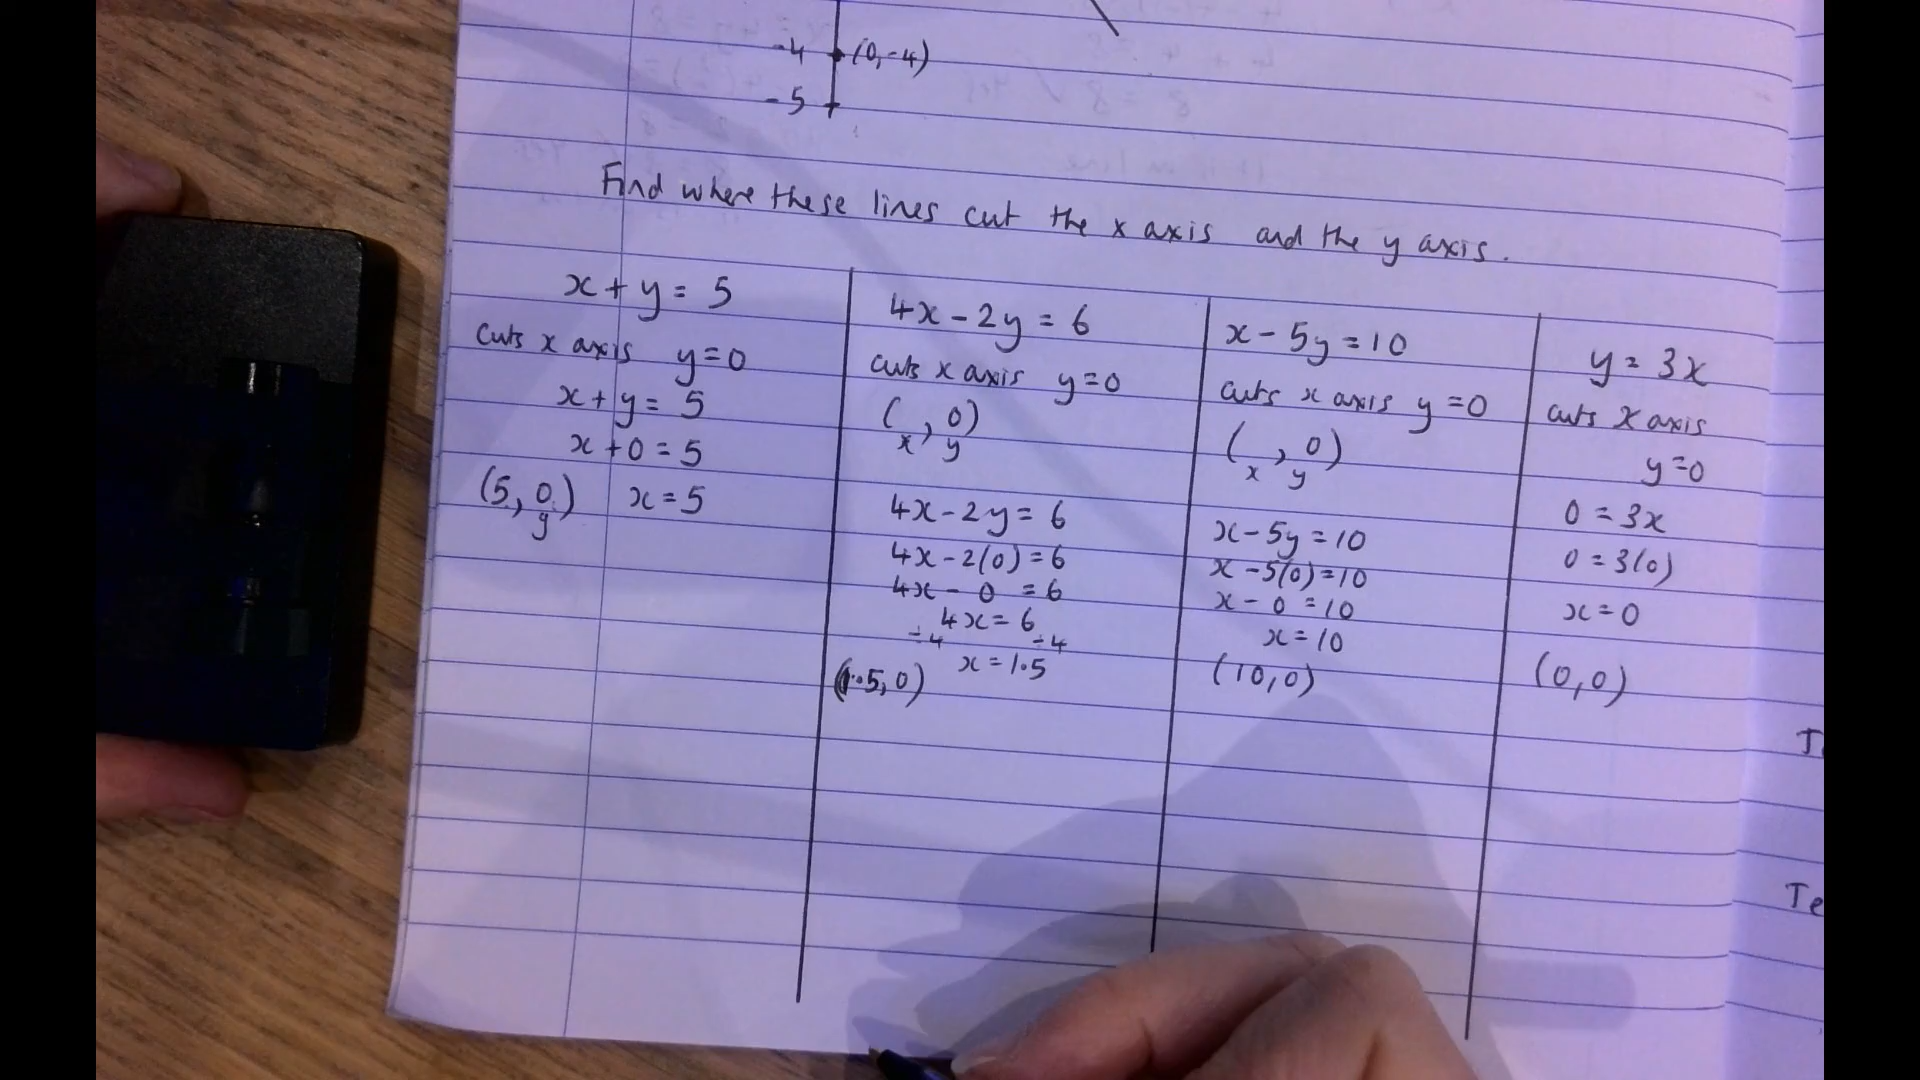 -4 (0,-4)
-5
Find where these lines cut the x axis and the y axis.
x + y = 5
cuts x axis y=0
x + y = 5
x + 0 = 5
(5, 0) x = 5
y
4x - 2y = 6
cuts x axis y=0
( , 0)
x y
4x - 2y = 6
4x - 2(0) = 6
4x - 0 = 6
4x = 6
÷4 ÷4
x = 1.5
(1.5, 0)
x - 5y = 10
cuts x axis y=0
( , 0)
x y
x - 5y = 10
x - 5(0) = 10
x - 0 = 10
x = 10
(10,0)
y = 3x
cuts x axis
y=0
0 = 3x
0 = 3(0)
x = 0
(0,0)
Te